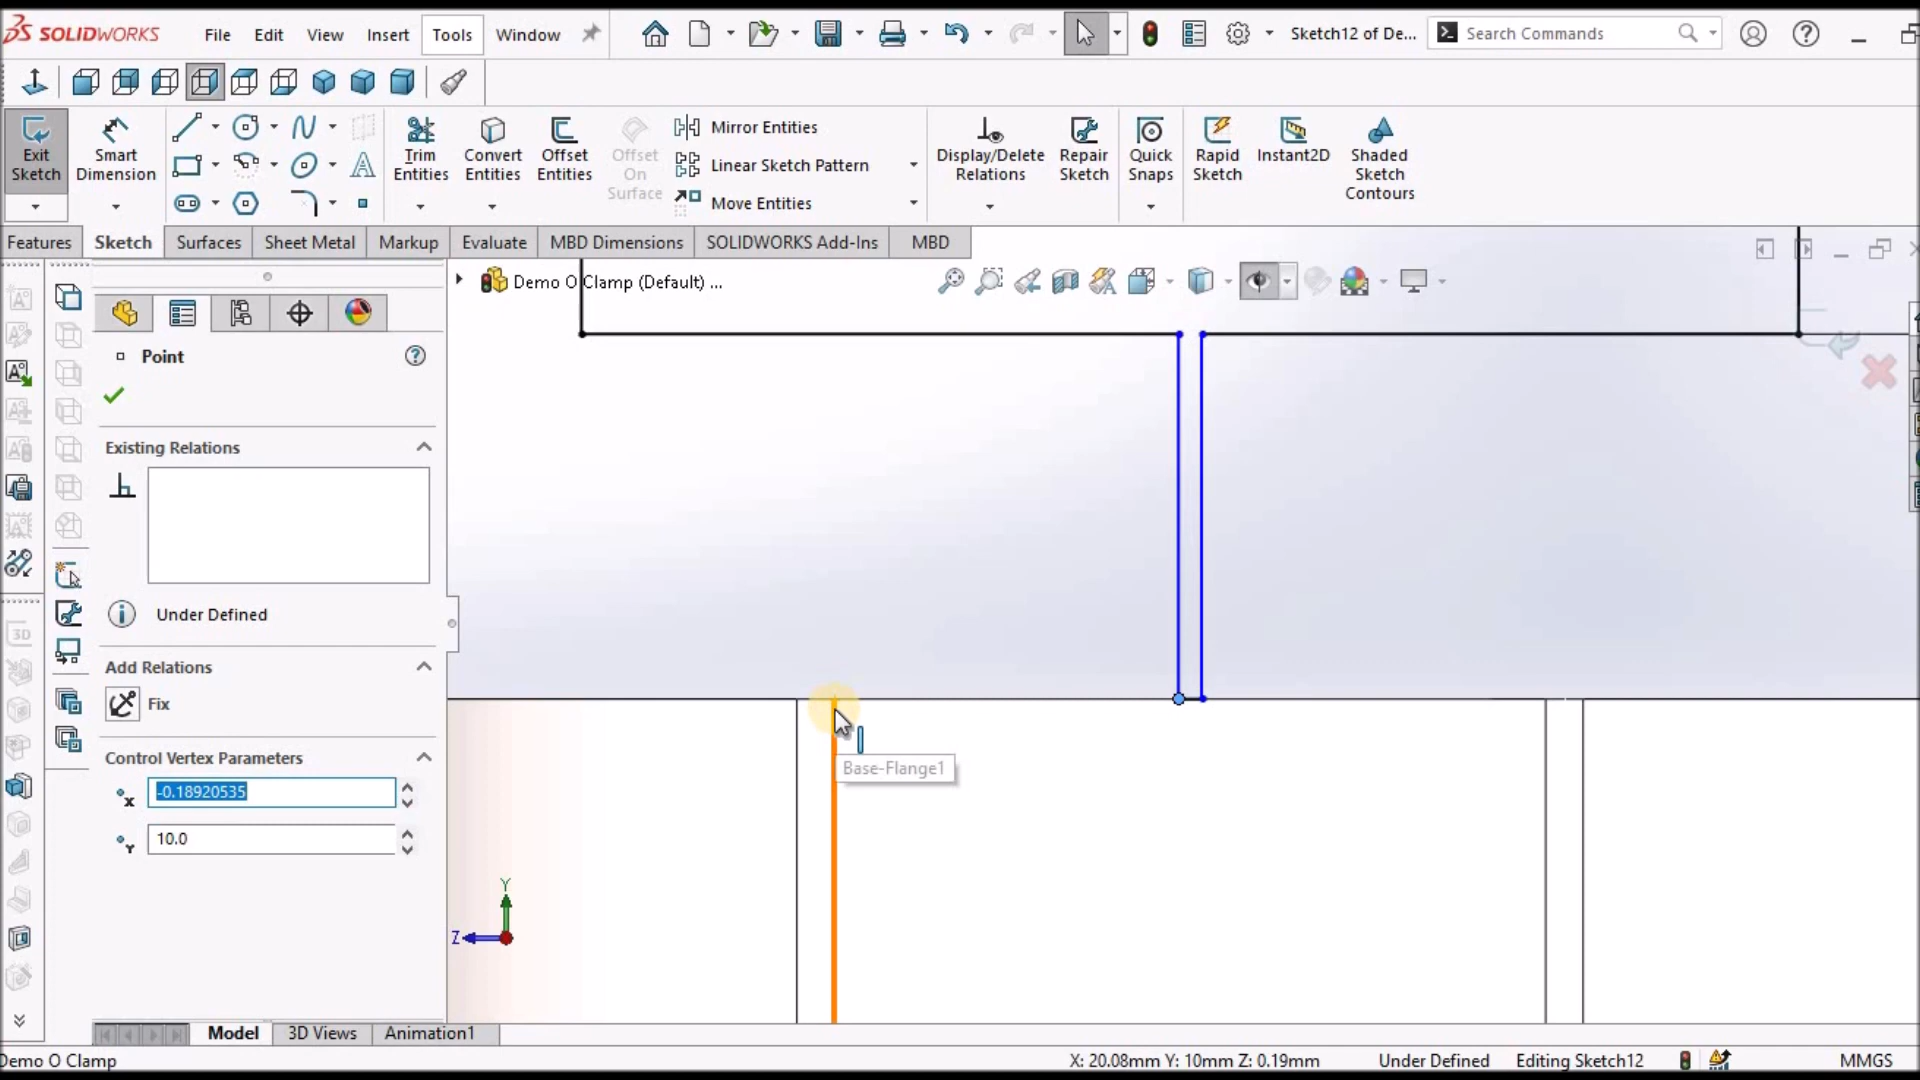 SOLIDWORKS File Edit View Insert Tools Window Sketch12 of De... Search Commands
Exit Sketch
Smart Dimension
Trim Entities
Convert Entities
Offset Entities
Offset On Surface
Mirror Entities
Linear Sketch Pattern
Move Entities
Display/Delete Relations
Repair Sketch
Quick Snaps
Rapid Sketch
Instant2D
Shaded Sketch Contours
Features Sketch Surfaces Sheet Metal Markup Evaluate MBD Dimensions SOLIDWORKS Add-Ins MBD
Demo O Clamp (Default) ...
Point
Existing Relations
Under Defined
Add Relations
Fix
Control Vertex Parameters
-0.18920535
10.0
Base-Flange1
Y
Z
3D
Model 3D Views Animation1
Demo O Clamp X: 20.08mm Y: 10mm Z: 0.19mm Under Defined Editing Sketch12 MMGS